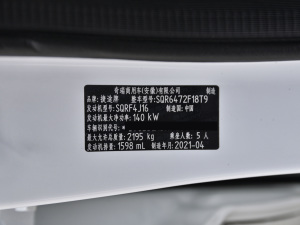 奇瑞商用车(安徽)有限公司 制造
品牌:捷途牌 整车型号:SQR6472F18T9
发动机型号:SQRF4J16 制造国:中国
发动机最大净功率:140 kW
车辆识别代号:
最大允许总质量:2195 kg 乘坐人数:5 人
发动机排量:1598 mL 制造年月:2021-04